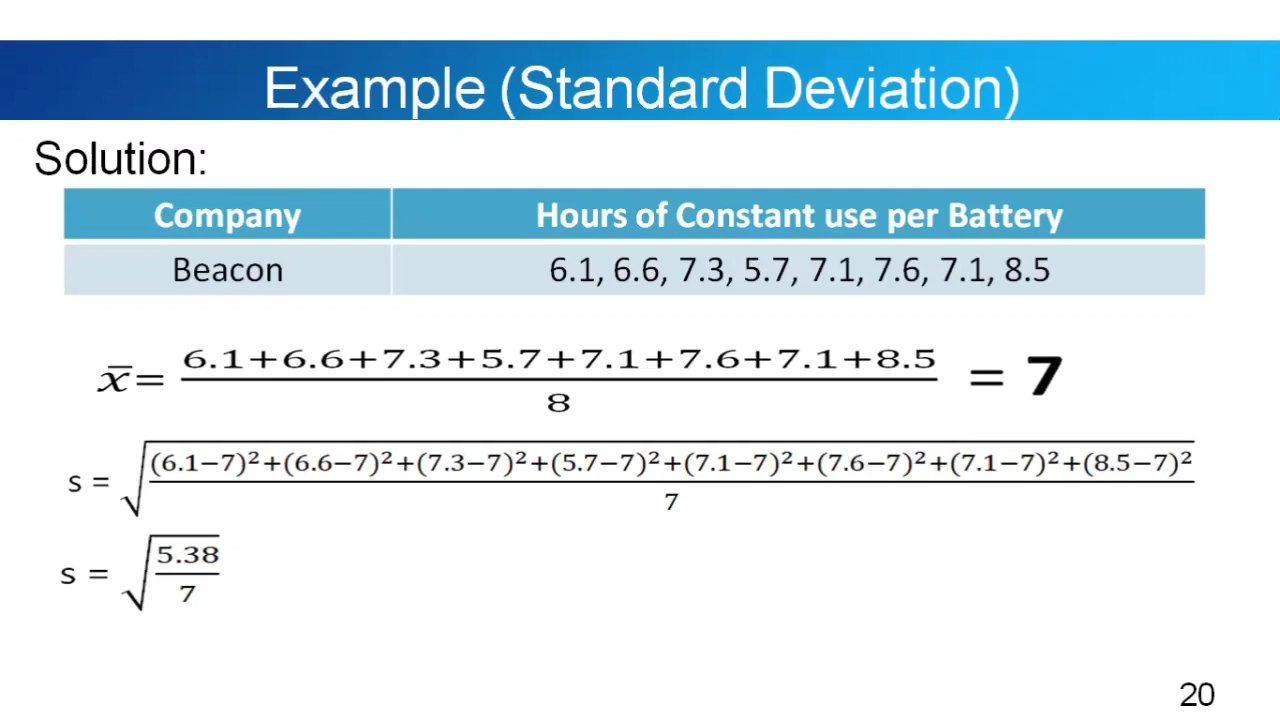 Example (Standard Deviation)
Solution:
Company Hours of Constant use per Battery
Beacon 6.1, 6.6, 7.3, 5.7, 7.1, 7.6, 7.1, 8.5
x̅= (6.1+6.6+7.3+5.7+7.1+7.6+7.1+8.5)/8 = 7
s = √((6.1−7)²+(6.6−7)²+(7.3−7)²+(5.7−7)²+(7.1−7)²+(7.6−7)²+(7.1−7)²+(8.5−7)²)/7
s = √(5.38/7)
20